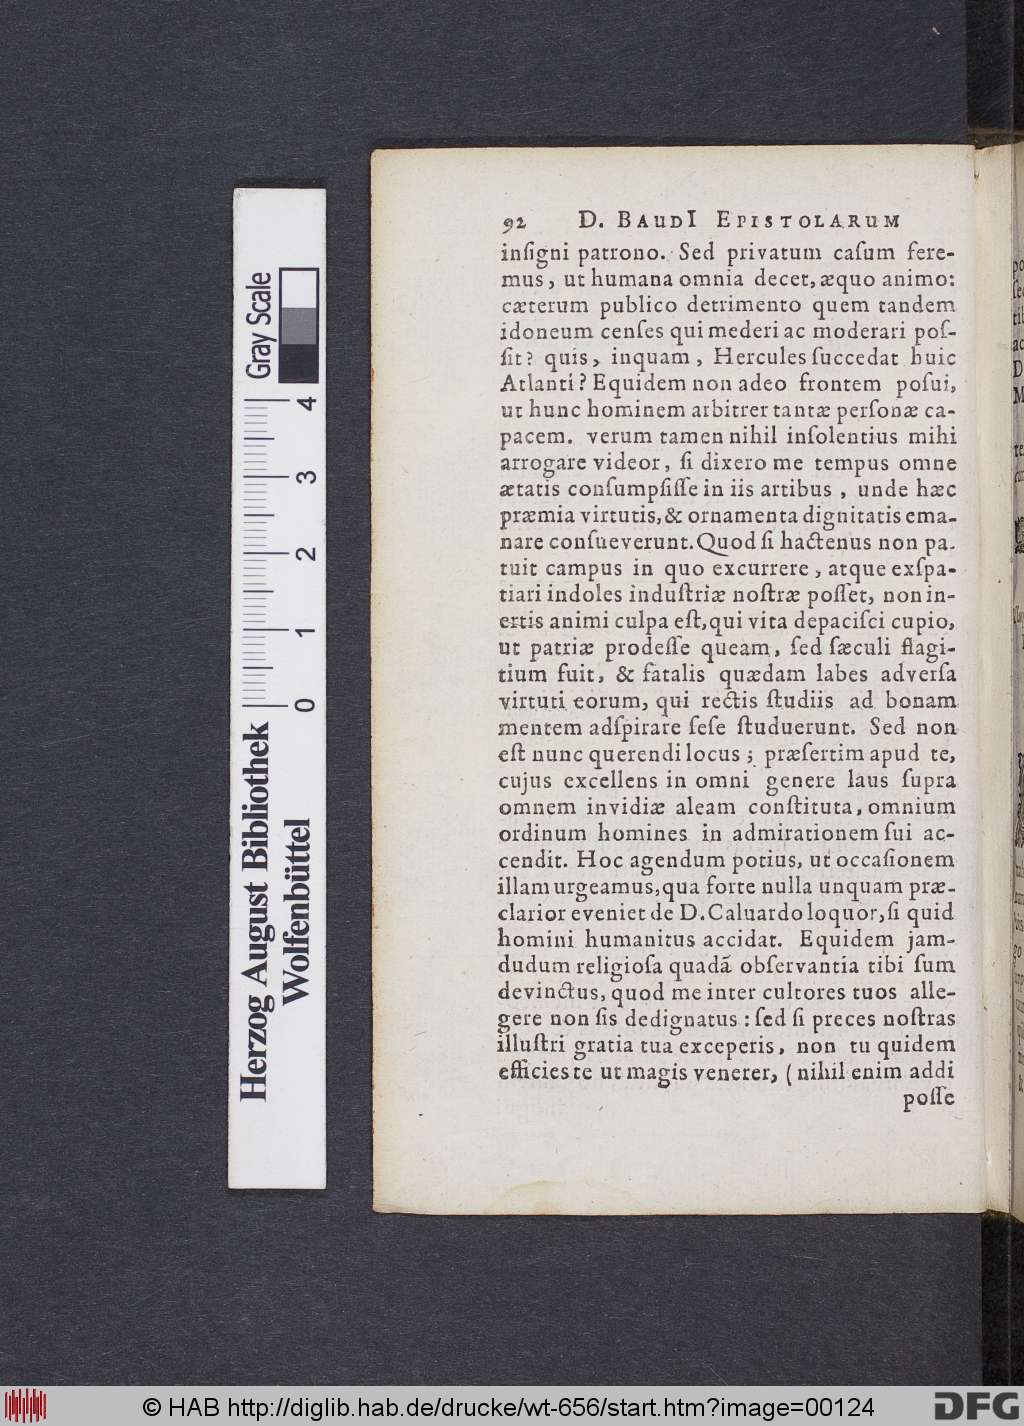 92 D. BAUDI EPISTOLARUM
inſigni patrono. Sed privatum caſum fere-
mus, ut humana omnia decet, æquo animo:
cæterum publico detrimento quem tandem
idoneum cenſes qui mederi ac moderari poſ-
ſit? quis, inquam, Hercules ſuccedat huic
Atlanti? Equidem non adeo frontem poſui,
ut hunc hominem arbitrer tantæ perſonæ ca-
pacem. verum tamen nihil inſolentius mihi
arrogare videor, ſi dixero me tempus omne
ætatis conſumpſiſſe in iis artibus, unde hæc
præmia virtutis, & ornamenta dignitatis ema-
nare conſueverunt. Quod ſi hactenus non pa-
tuit campus in quo excurrere, atque exſpa-
tiari indoles induſtriæ noſtræ poſſet, non in-
ertis animi culpa eſt, qui vita depaciſci cupio,
ut patriæ prodeſſe queam, ſed ſæculi flagi-
tium fuit, & fatalis quædam labes adverſa
virtuti eorum, qui rectis ſtudiis ad bonam
mentem adſpirare ſeſe ſtuduerunt. Sed non
eſt nunc querendi locus; præſertim apud te,
cujus excellens in omni genere laus ſupra
omnem invidiæ aleam conſtituta, omnium
ordinum homines in admirationem ſui ac-
cendit. Hoc agendum potius, ut occaſionem
illam urgeamus, qua forte nulla unquam præ-
clarior eveniet de D. Caluardo loquor, ſi quid
homini humanitus accidat. Equidem jam-
dudum religioſa quadã obſervantia tibi ſum
devinctus, quod me inter cultores tuos alle-
gere non ſis dedignatus: ſed ſi preces noſtras
illuſtri gratia tua exceperis, non tu quidem
efficies te ut magis venerer, (nihil enim addi
poſſe
Gray Scale
4
3
2
1
0
Herzog August Bibliothek
Wolfenbüttel
© HAB http://diglib.hab.de/drucke/wt-656/start.htm?image=00124
DFG